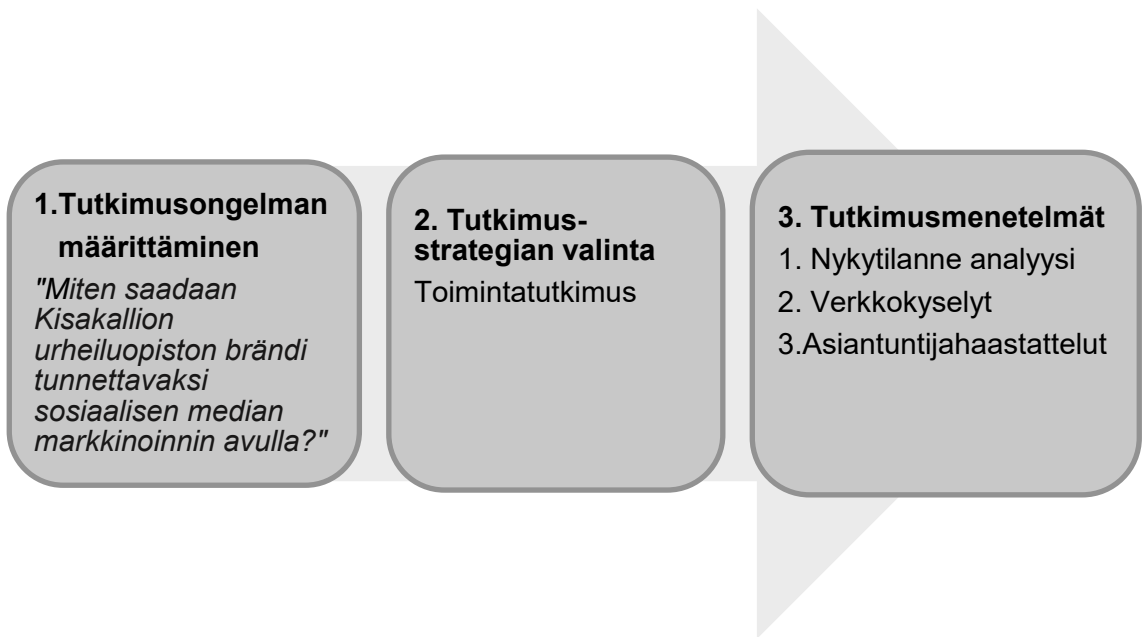 1.Tutkimusongelman
määrittäminen
"Miten saadaan
Kisakallion
urheiluopiston brändi
tunnettavaksi
sosiaalisen median
markkinoinnin avulla?"
2. Tutkimus-
strategian valinta
Toimintatutkimus
3. Tutkimusmenetelmät
1. Nykytilanne analyysi
2. Verkkokyselyt
3.Asiantuntijahaastattelut